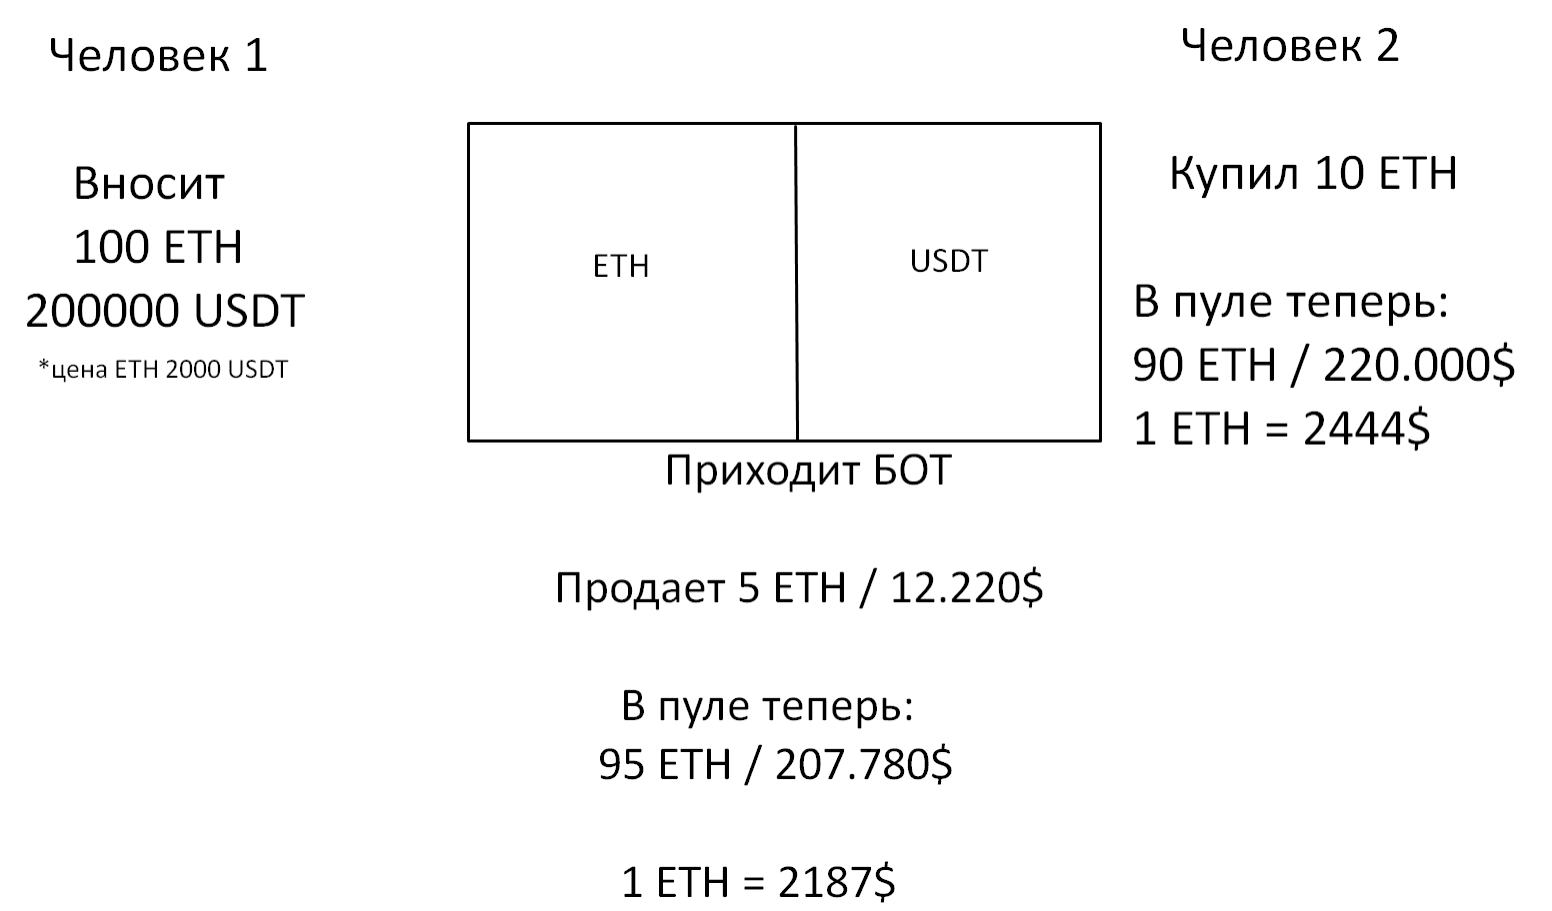 Человек 1
Вносит
100 ETH
200000 USDT
*цена ETH 2000 USDT
ETH
USDT
Человек 2
Купил 10 ETH
В пуле теперь:
90 ETH / 220.000$
1 ETH = 2444$
Приходит БОТ
Продает 5 ETH / 12.220$
В пуле теперь:
95 ETH / 207.780$
1 ETH = 2187$